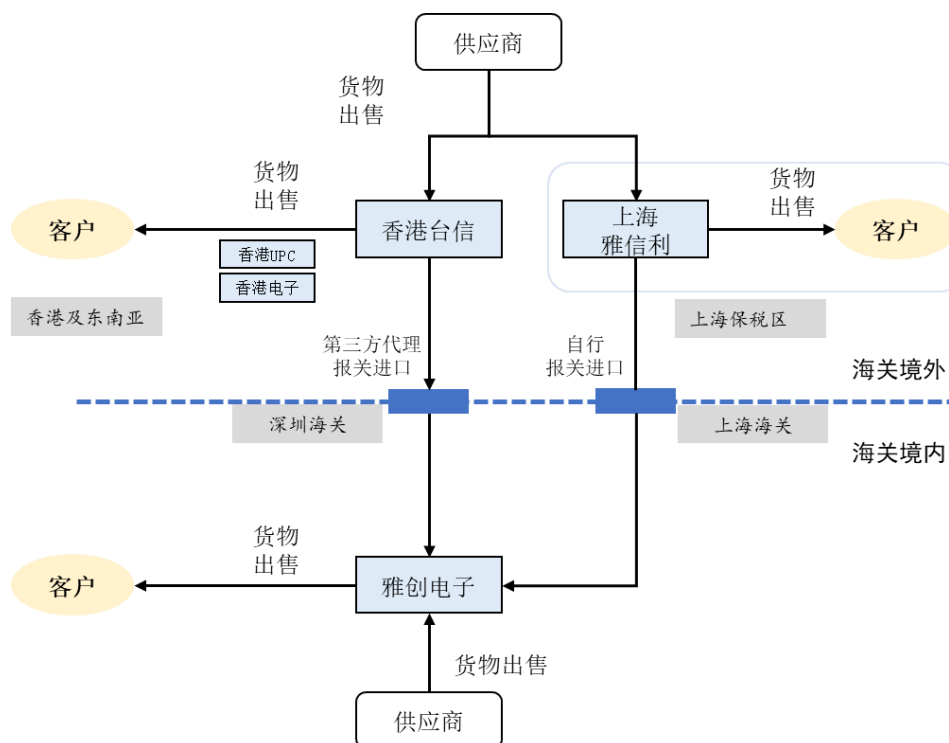 供应商
货物
出售
货物
出售
货物
出售
客户
香港台信
上海
雅信利
客户
香港UPC
香港电子
香港及东南亚
上海保税区
第三方代理
报关进口
自行
报关进口
海关境外
深圳海关
上海海关
海关境内
货物
出售
客户
雅创电子
货物出售
供应商